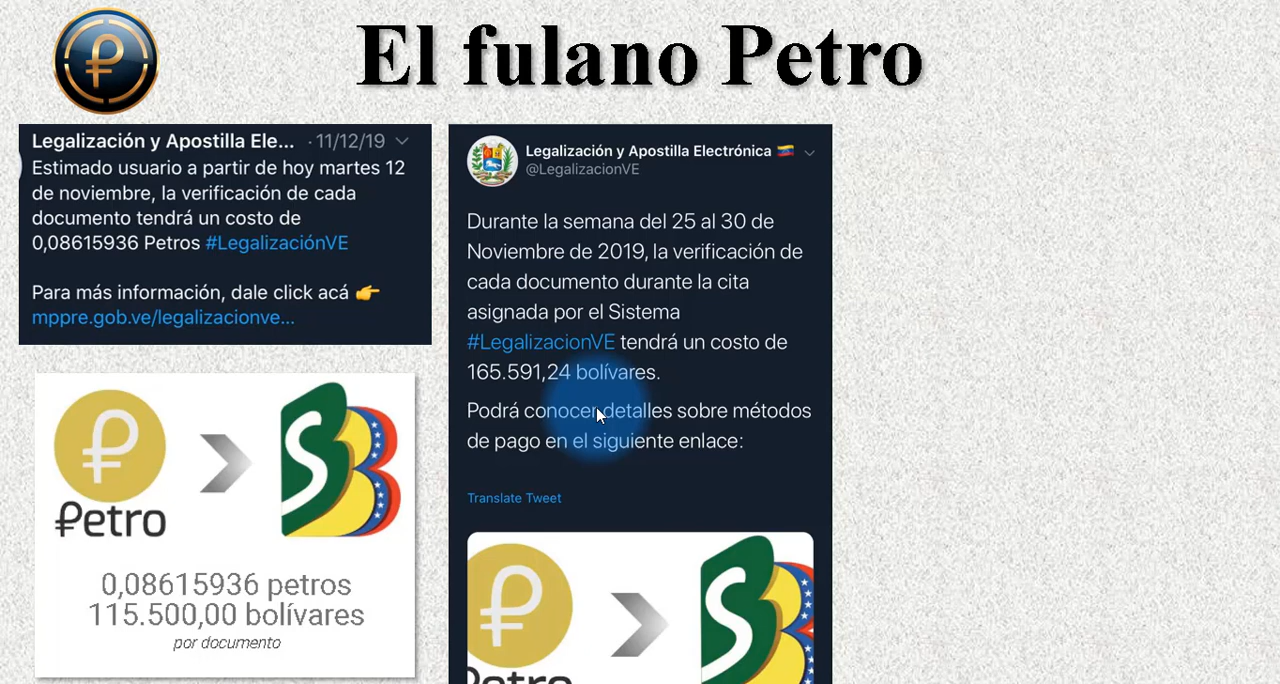 El fulano Petro
Legalización y Apostilla Ele... · 11/12/19
Estimado usuario a partir de hoy martes 12
de noviembre, la verificación de cada
documento tendrá un costo de
0,08615936 Petros #LegalizaciónVE
Para más información, dale click acá 👉
mppre.gob.ve/legalizacionve...
Petro
0,08615936 petros
115.500,00 bolívares
por documento
Legalización y Apostilla Electrónica 🇻🇪
@LegalizacionVE
Durante la semana del 25 al 30 de
Noviembre de 2019, la verificación de
cada documento durante la cita
asignada por el Sistema
#LegalizacionVE tendrá un costo de
165.591,24 bolívares.
Podrá conocer detalles sobre métodos
de pago en el siguiente enlace:
Translate Tweet
Petro